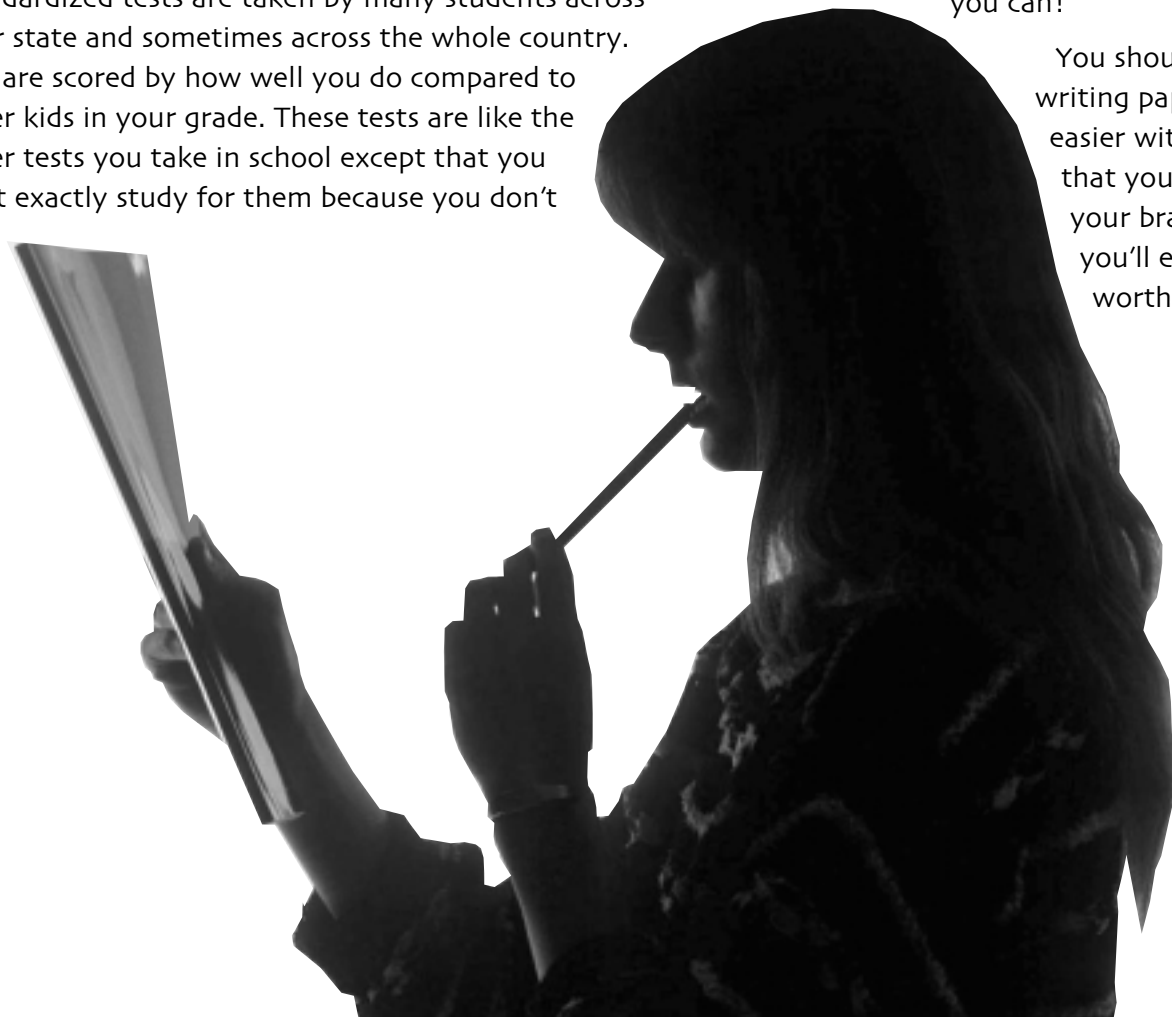 dardized tests are taken by many students across
r state and sometimes across the whole country.
are scored by how well you do compared to
er kids in your grade. These tests are like the
er tests you take in school except that you
t exactly study for them because you don’t
you can!
You shou
writing pap
easier wit
that you
your bra
you’ll e
worth